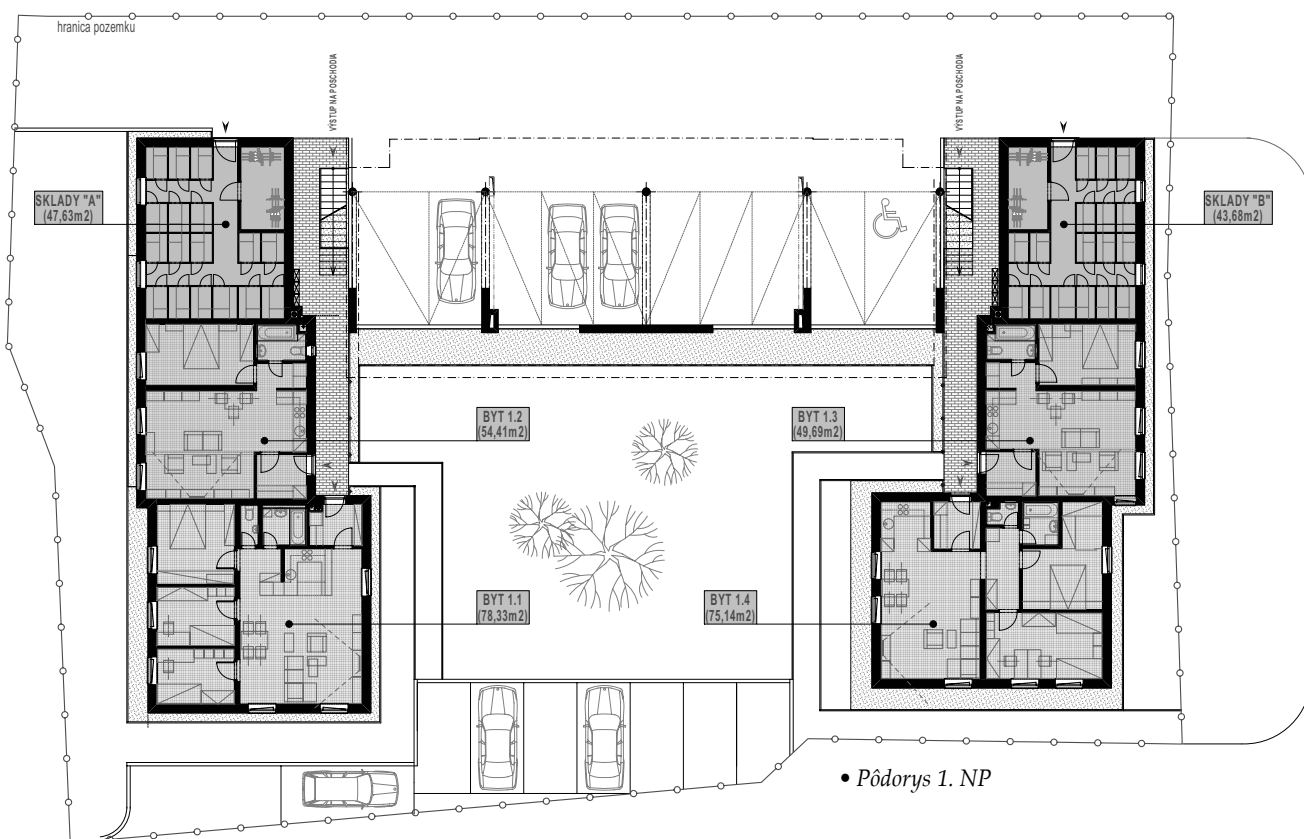 hranica pozemku
VÝSTUP NA POSCHODIA
VÝSTUP NA POSCHODIA
SKLADY "A"
(47,63m2)
SKLADY "B"
(43,68m2)
BYT 1.2
(54,41m2)
BYT 1.3
(49,69m2)
BYT 1.1
(78,33m2)
BYT 1.4
(75,14m2)
• Pôdorys 1. NP